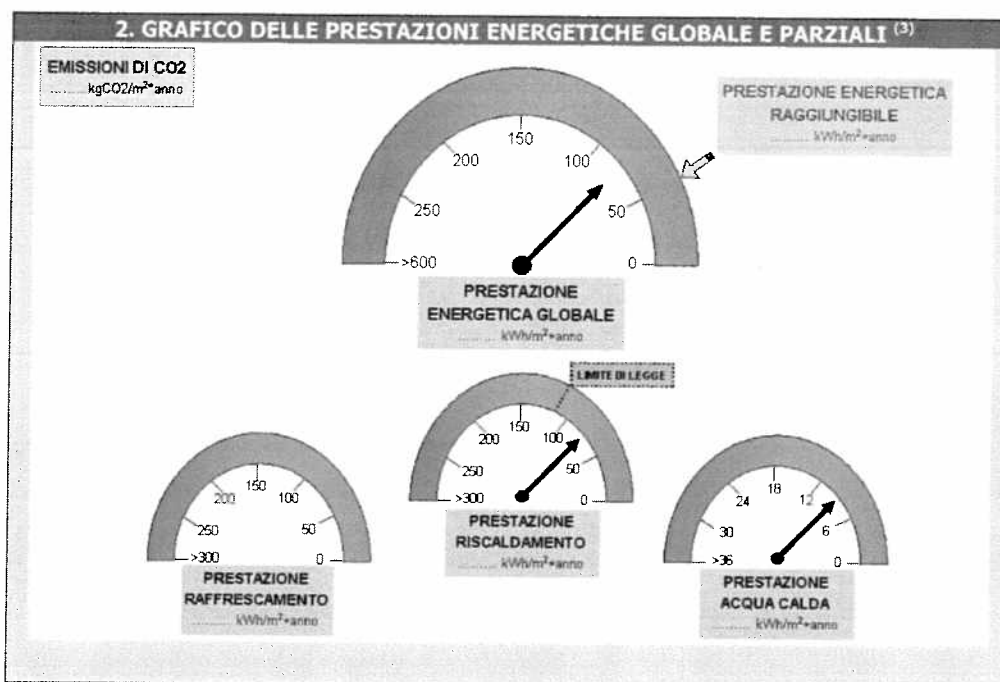 2. GRAFICO DELLE PRESTAZIONI ENERGETICHE GLOBALE E PARZIALI (3)
EMISSIONI DI CO2
......... kgCO2/m²*anno
PRESTAZIONE ENERGETICA
RAGGIUNGIBILE
.......... kWh/m²*anno
>600
250
200
150
100
50
0
PRESTAZIONE
ENERGETICA GLOBALE
.......... kWh/m²*anno
LIMITE DI LEGGE
>300
250
200
150
100
50
0
PRESTAZIONE
RAFFRESCAMENTO
.......... kWh/m²*anno
>300
250
200
150
100
50
0
PRESTAZIONE
RISCALDAMENTO
.......... kWh/m²*anno
>36
30
24
18
12
6
0
PRESTAZIONE
ACQUA CALDA
.......... kWh/m²*anno